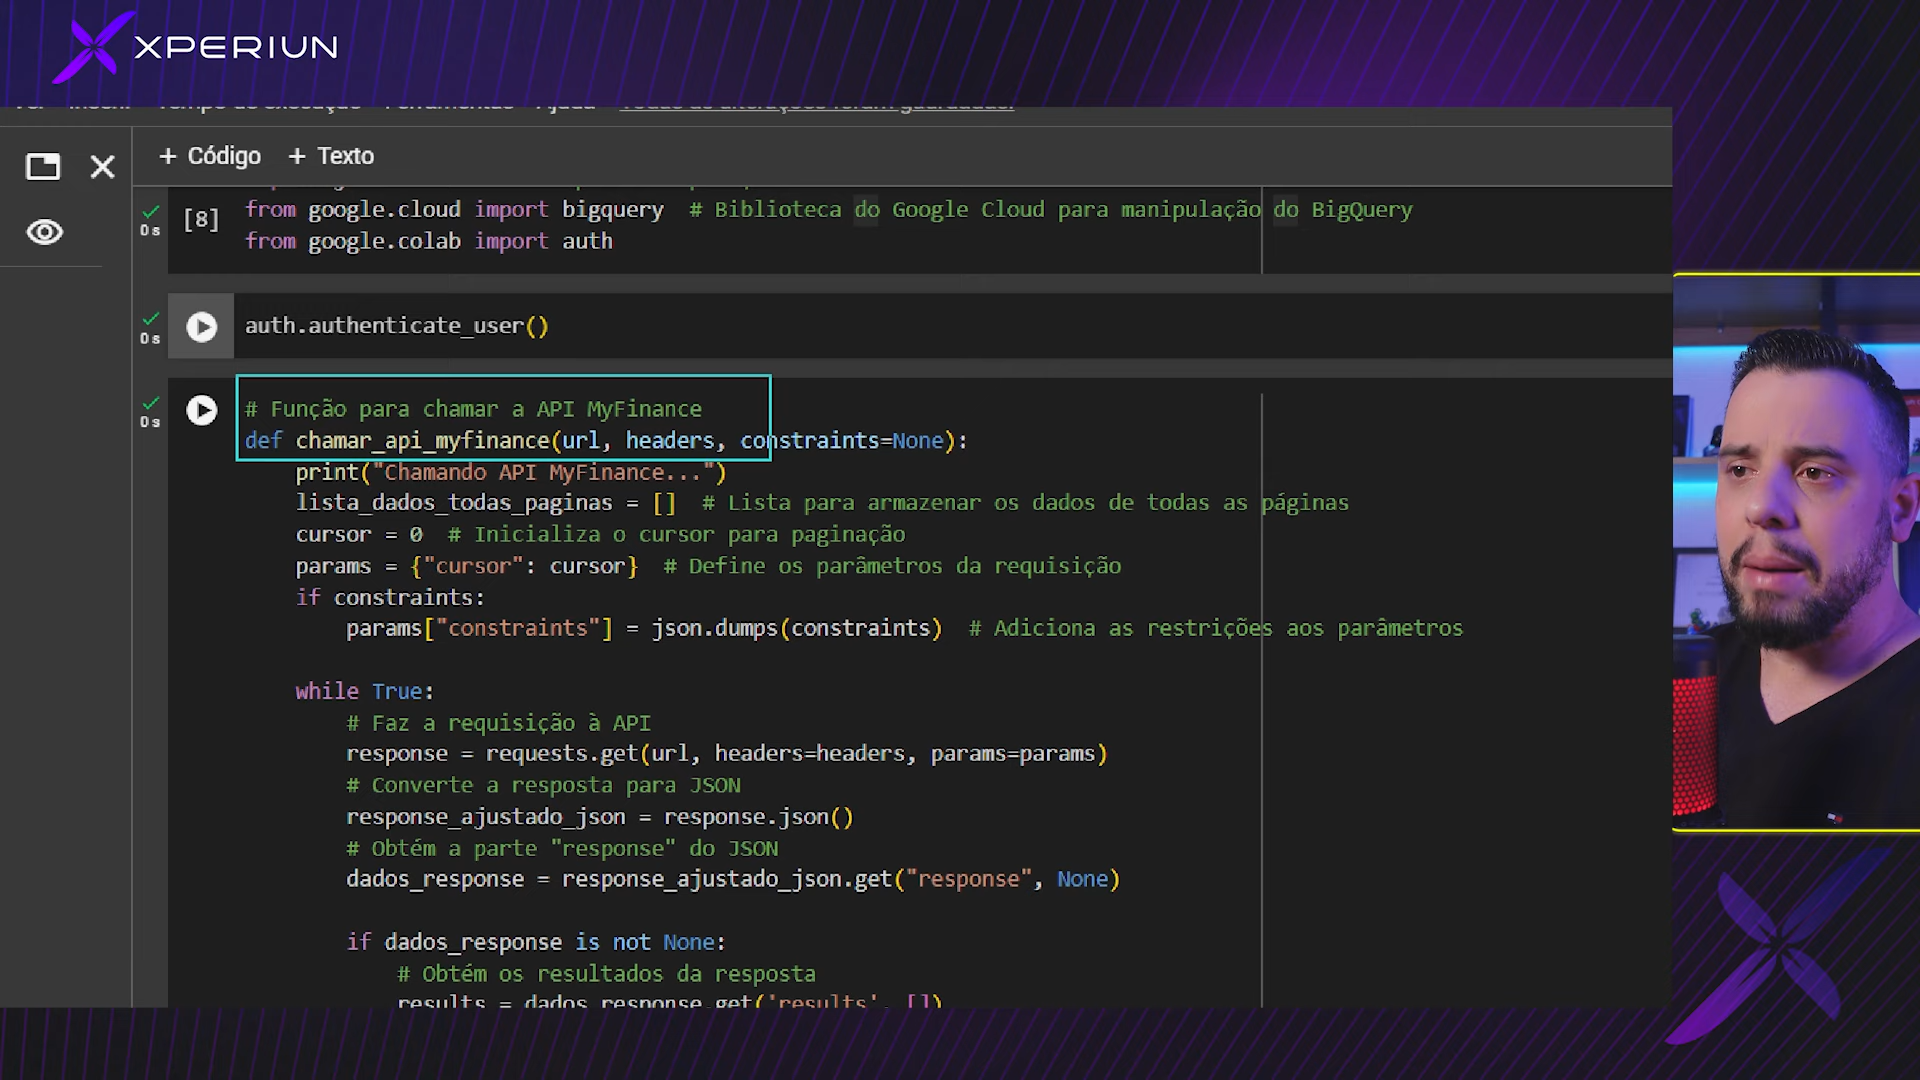 XPERIUN
+ Código + Texto
[8] from google.cloud import bigquery # Biblioteca do Google Cloud para manipulação do BigQuery
0s
from google.colab import auth
auth.authenticate_user()
0s
# Função para chamar a API MyFinance
0s
def chamar_api_myfinance(url, headers, constraints=None):
print("Chamando API MyFinance...")
lista_dados_todas_paginas = [] # Lista para armazenar os dados de todas as páginas
cursor = 0 # Inicializa o cursor para paginação
params = {"cursor": cursor} # Define os parâmetros da requisição
if constraints:
params["constraints"] = json.dumps(constraints) # Adiciona as restrições aos parâmetros
while True:
# Faz a requisição à API
response = requests.get(url, headers=headers, params=params)
# Converte a resposta para JSON
response_ajustado_json = response.json()
# Obtém a parte "response" do JSON
dados_response = response_ajustado_json.get("response", None)
if dados_response is not None:
# Obtém os resultados da resposta
results = dados_response.get('results', [])